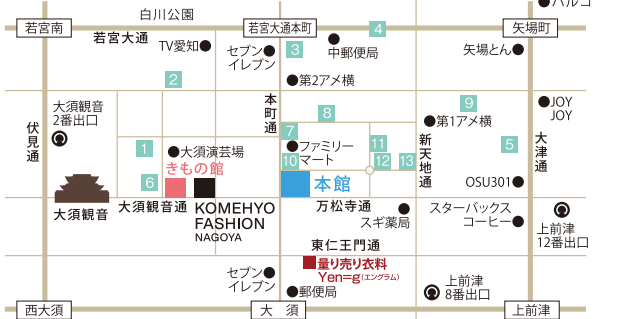 パルコ
白川公園
若宮南
若宮大通本町
矢場町
若宮大通
TV愛知
セブン
イレブン
3
4
中郵便局
矢場とん
2
第2アメ横
大須観音
2番出口
本町通
8
9
JOY
JOY
第1アメ横
伏見通
7
ファミリー
マート
11
新天地通
5
大津通
1
大須演芸場
10
12
13
きもの館
6
本館
OSU301
大須観音
大須観音通
KOMEHYO
FASHION
NAGOYA
万松寺通
スギ薬局
スターバックス
コーヒー
上前津
12番出口
東仁王門通
量り売り衣料
Yen=g(エングラム)
セブン
イレブン
郵便局
上前津
8番出口
西大須
大 須
上前津